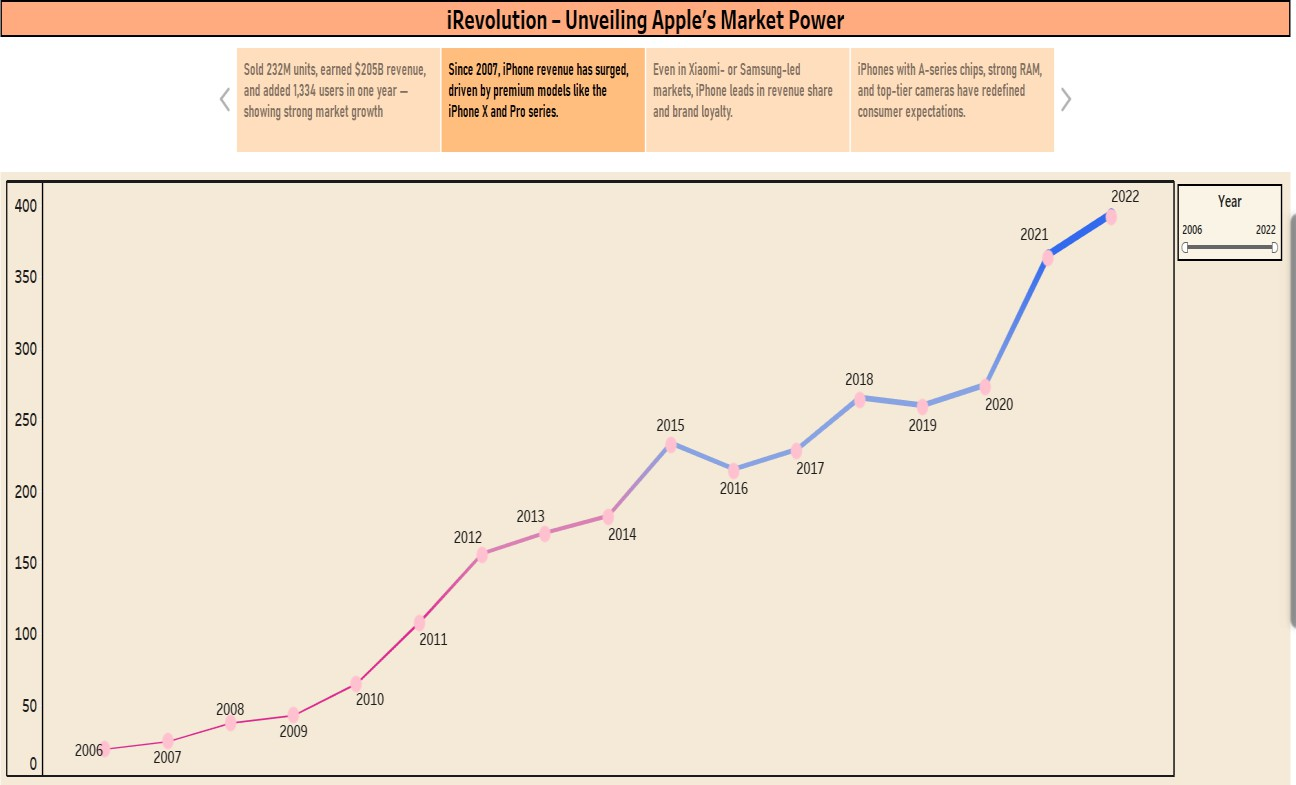 iRevolution – Unveiling Apple’s Market Power
Sold 232M units, earned $205B revenue,
and added 1,334 users in one year —
showing strong market growth
Since 2007, iPhone revenue has surged,
driven by premium models like the
iPhone X and Pro series.
Even in Xiaomi- or Samsung-led
markets, iPhone leads in revenue share
and brand loyalty.
iPhones with A-series chips, strong RAM,
and top-tier cameras have redefined
consumer expectations.
400
350
300
250
200
150
100
50
0
2006
2007
2008
2009
2010
2011
2012
2013
2014
2015
2016
2017
2018
2019
2020
2021
2022
Year
2006 2022